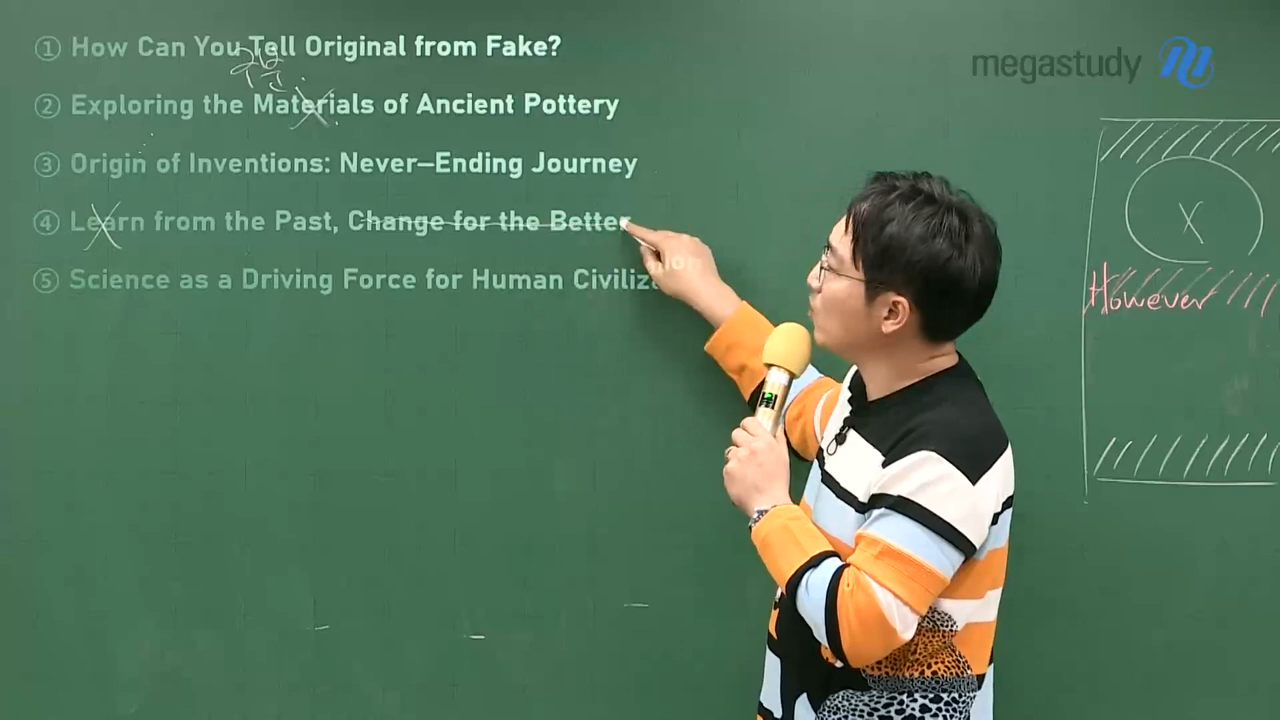 ① How Can You Tell Original from Fake?
② Exploring the Materials of Ancient Pottery
③ Origin of Inventions: Never–Ending Journey
④ Learn from the Past, Change for the Better
⑤ Science as a Driving Force for Human Civilization
megastudy
X
However